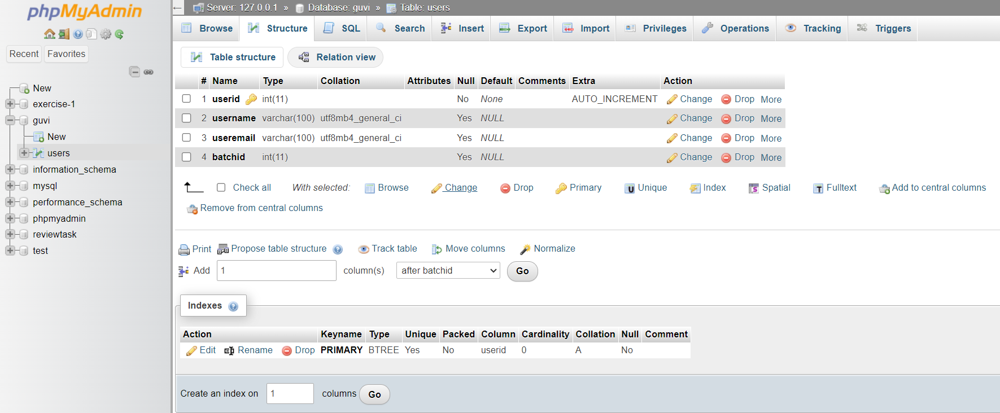 phpMyAdmin
Recent Favorites
New
exercise-1
guvi
New
users
information_schema
mysql
performance_schema
phpmyadmin
reviewtask
test
← Server: 127.0.0.1 » Database: guvi » Table: users
Browse Structure SQL Search Insert Export Import Privileges Operations Tracking Triggers
Table structure Relation view
# Name Type Collation Attributes Null Default Comments Extra Action
1 userid int(11) No None AUTO_INCREMENT Change Drop More
2 username varchar(100) utf8mb4_general_ci Yes NULL Change Drop More
3 useremail varchar(100) utf8mb4_general_ci Yes NULL Change Drop More
4 batchid int(11) Yes NULL Change Drop More
Check all With selected: Browse Change Drop Primary Unique Index Spatial Fulltext Add to central columns
Remove from central columns
Print Propose table structure Track table Move columns Normalize
Add 1 column(s) after batchid Go
Indexes
Action Keyname Type Unique Packed Column Cardinality Collation Null Comment
Edit Rename Drop PRIMARY BTREE Yes No userid 0 A No
Create an index on 1 columns Go